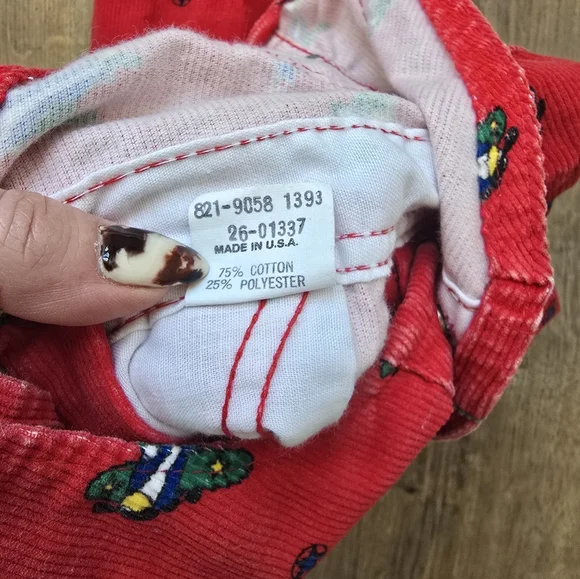 821-9058 1393
26-01337
MADE IN U.S.A.
75% COTTON
25% POLYESTER